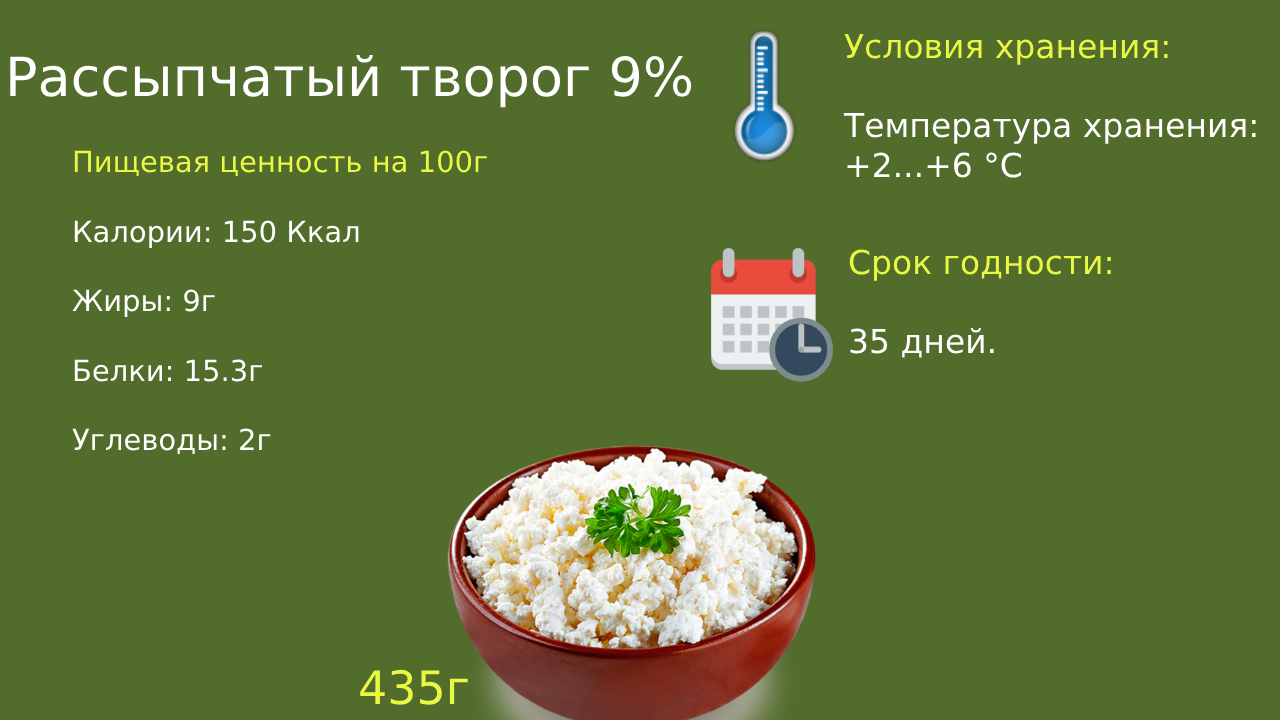 Рассыпчатый творог 9%
Пищевая ценность на 100г
Калории: 150 Ккал
Жиры: 9г
Белки: 15.3г
Углеводы: 2г
435г
Условия хранения:
Температура хранения:
+2...+6 °C
Срок годности:
35 дней.